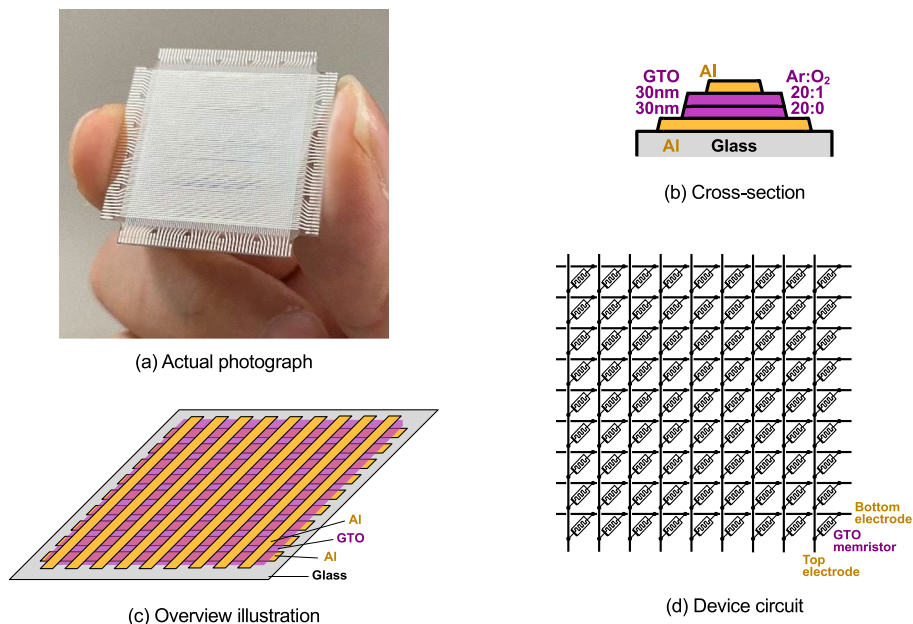 (a) Actual photograph
GTO
30nm
30nm
Al
Ar:O₂
20:1
20:0
Al
Glass
(b) Cross-section
Al
GTO
Al
Glass
(c) Overview illustration
Bottom
electrode
GTO
memristor
Top
electrode
(d) Device circuit